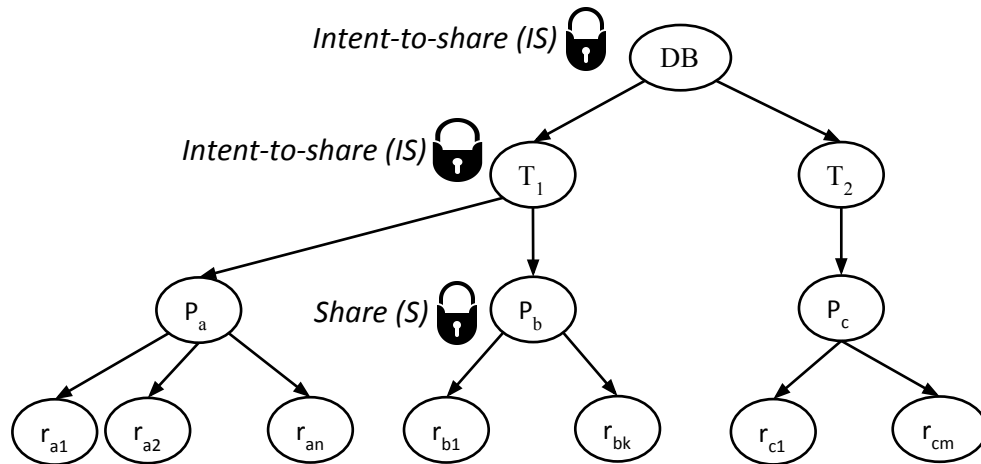 Intent-to-share (IS)
DB
Intent-to-share (IS)
T1
T2
Pa
Share (S)
Pb
Pc
ra1
ra2
ran
rb1
rbk
rc1
rcm